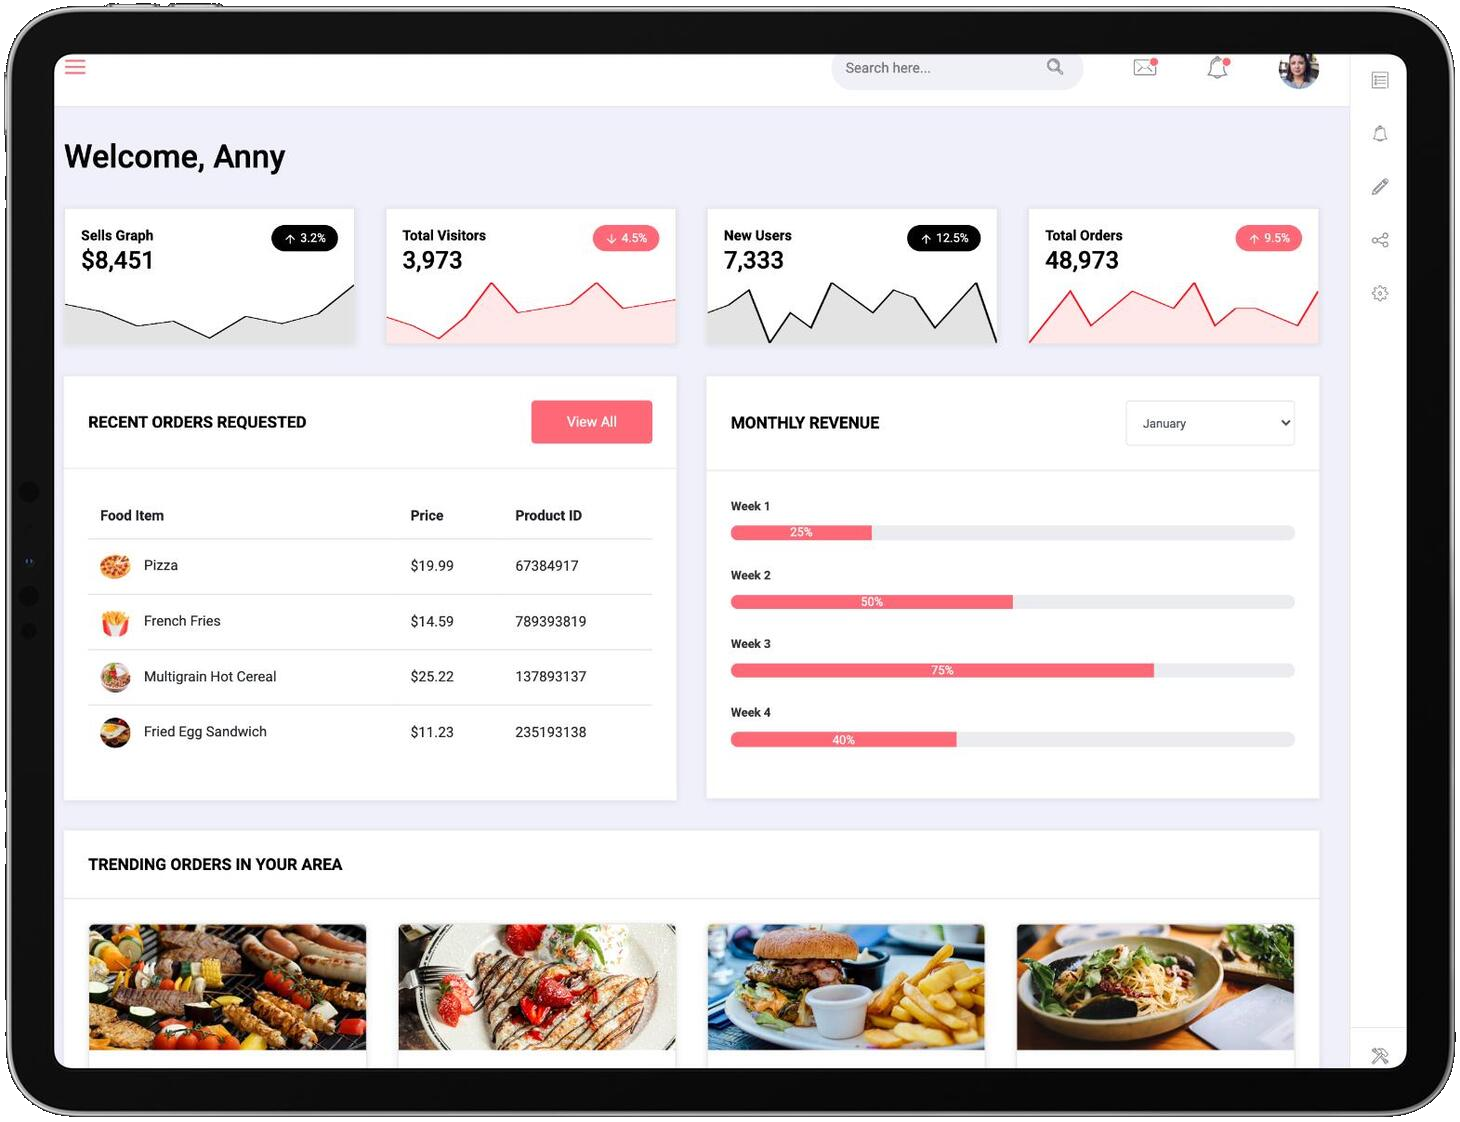 Search here...
Welcome, Anny
Sells Graph
↑ 3.2%
$8,451
Total Visitors
↓ 4.5%
3,973
New Users
↑ 12.5%
7,333
Total Orders
↑ 9.5%
48,973
RECENT ORDERS REQUESTED
View All
Food Item Price Product ID
Pizza $19.99 67384917
French Fries $14.59 789393819
Multigrain Hot Cereal $25.22 137893137
Fried Egg Sandwich $11.23 235193138
MONTHLY REVENUE
January
Week 1
25%
Week 2
50%
Week 3
75%
Week 4
40%
TRENDING ORDERS IN YOUR AREA